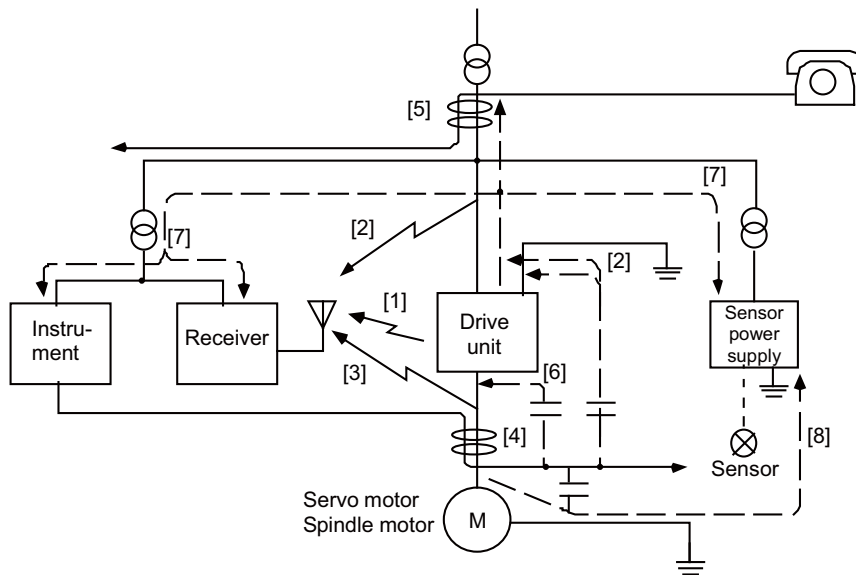 [5]
[7]
[2]
[7]
[2]
[1]
Instru-
ment
Receiver
Drive
unit
Sensor
power
supply
[3]
[6]
[4]
[8]
Sensor
Servo motor
Spindle motor
M